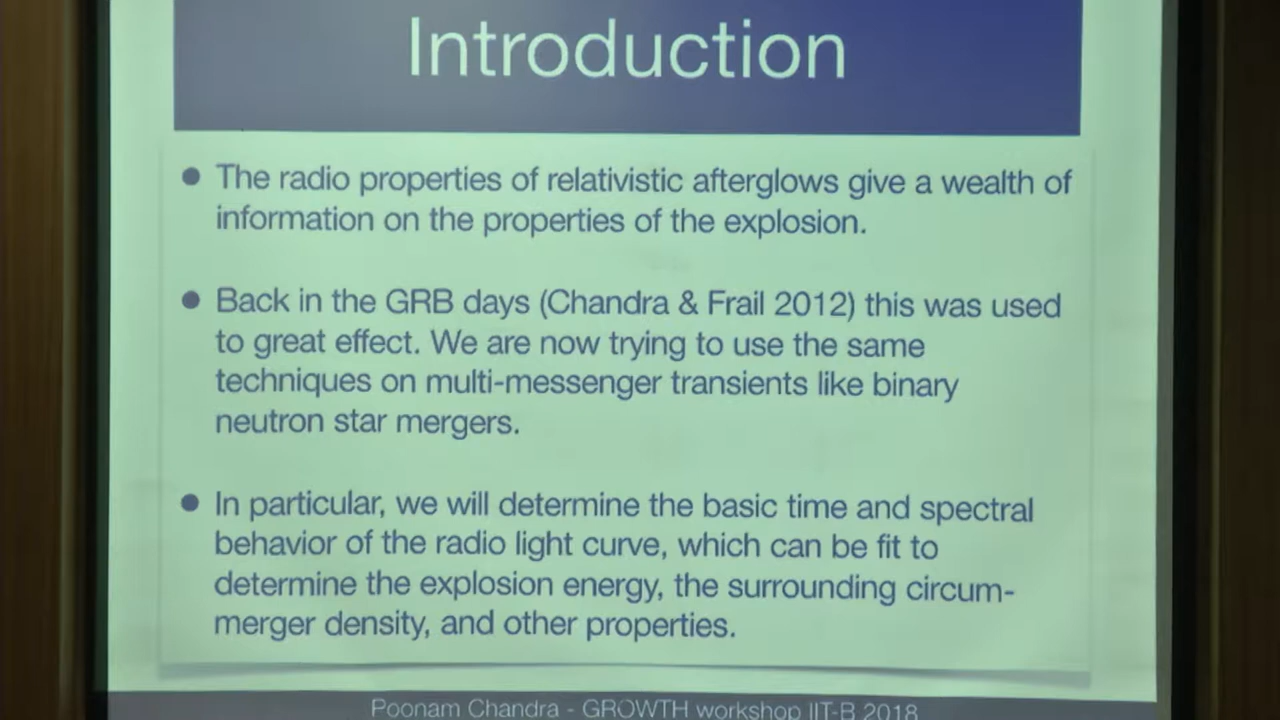 Introduction
The radio properties of relativistic afterglows give a wealth of
information on the properties of the explosion.
Back in the GRB days (Chandra & Frail 2012) this was used
to great effect. We are now trying to use the same
techniques on multi-messenger transients like binary
neutron star mergers.
In particular, we will determine the basic time and spectral
behavior of the radio light curve, which can be fit to
determine the explosion energy, the surrounding circum-
merger density, and other properties.
Poonam Chandra - GROWTH workshop IIT-B 2018